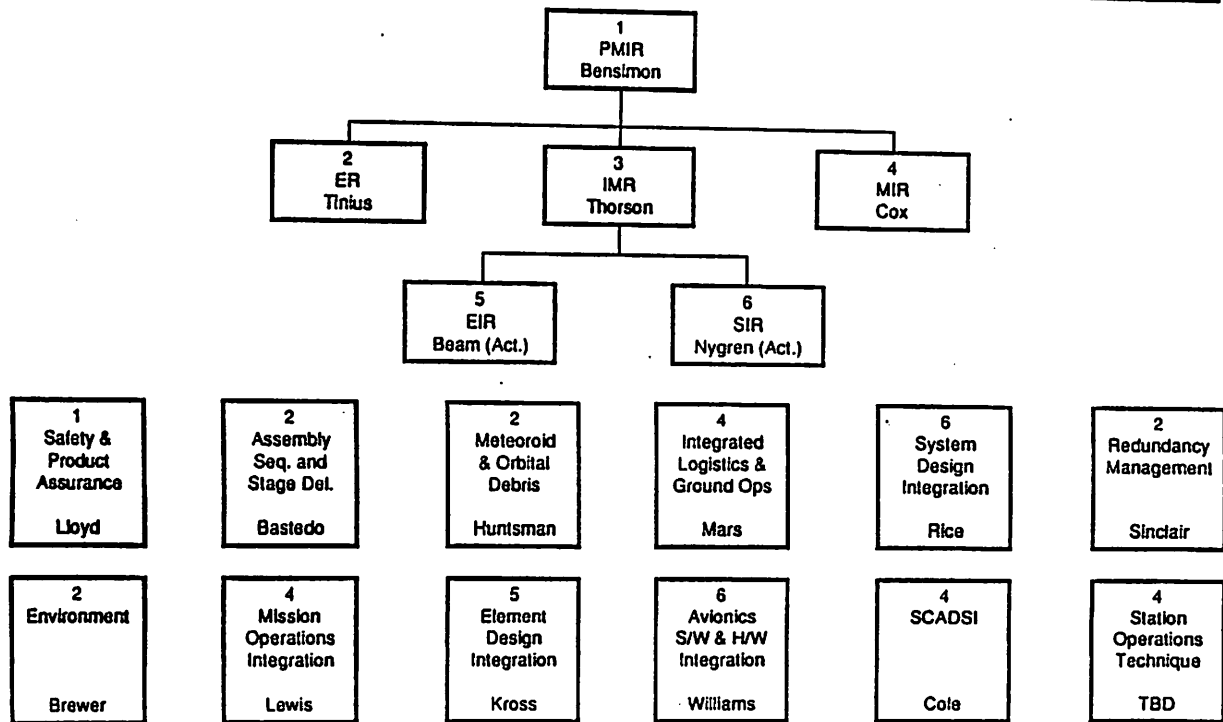 1
PMIR
Bensimon
2
ER
Tinius
3
IMR
Thorson
4
MIR
Cox
5
EIR
Beam (Act.)
6
SIR
Nygren (Act.)
1
Safety &
Product
Assurance
Lloyd
2
Assembly
Seq. and
Stage Def.
Bastedo
2
Meteoroid
& Orbital
Debris
Huntsman
4
Integrated
Logistics &
Ground Ops
Mars
6
System
Design
Integration
Rice
2
Redundancy
Management
Sinclair
2
Environment
Brewer
4
Mission
Operations
Integration
Lewis
5
Element
Design
Integration
Kross
6
Avionics
S/W & H/W
Integration
Williams
4
SCADSI
Cole
4
Station
Operations
Technique
TBD